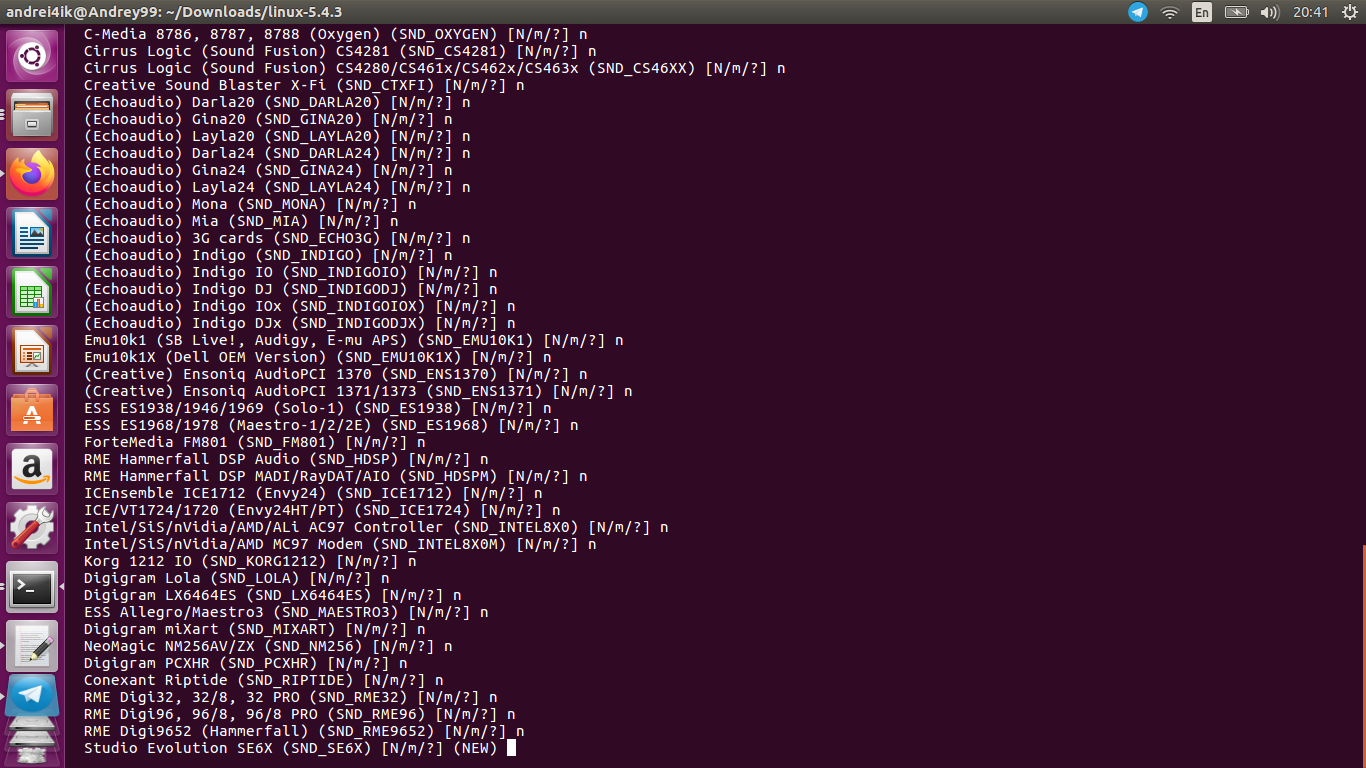 andrei4ik@Andrey99: ~/Downloads/linux-5.4.3
En
20:41
C-Media 8786, 8787, 8788 (Oxygen) (SND_OXYGEN) [N/m/?] n
Cirrus Logic (Sound Fusion) CS4281 (SND_CS4281) [N/m/?] n
Cirrus Logic (Sound Fusion) CS4280/CS461x/CS462x/CS463x (SND_CS46XX) [N/m/?] n
Creative Sound Blaster X-Fi (SND_CTXFI) [N/m/?] n
(Echoaudio) Darla20 (SND_DARLA20) [N/m/?] n
(Echoaudio) Gina20 (SND_GINA20) [N/m/?] n
(Echoaudio) Layla20 (SND_LAYLA20) [N/m/?] n
(Echoaudio) Darla24 (SND_DARLA24) [N/m/?] n
(Echoaudio) Gina24 (SND_GINA24) [N/m/?] n
(Echoaudio) Layla24 (SND_LAYLA24) [N/m/?] n
(Echoaudio) Mona (SND_MONA) [N/m/?] n
(Echoaudio) Mia (SND_MIA) [N/m/?] n
(Echoaudio) 3G cards (SND_ECHO3G) [N/m/?] n
(Echoaudio) Indigo (SND_INDIGO) [N/m/?] n
(Echoaudio) Indigo IO (SND_INDIGOIO) [N/m/?] n
(Echoaudio) Indigo DJ (SND_INDIGODJ) [N/m/?] n
(Echoaudio) Indigo IOx (SND_INDIGOIOX) [N/m/?] n
(Echoaudio) Indigo DJx (SND_INDIGODJX) [N/m/?] n
Emu10k1 (SB Live!, Audigy, E-mu APS) (SND_EMU10K1) [N/m/?] n
Emu10k1X (Dell OEM Version) (SND_EMU10K1X) [N/m/?] n
(Creative) Ensoniq AudioPCI 1370 (SND_ENS1370) [N/m/?] n
(Creative) Ensoniq AudioPCI 1371/1373 (SND_ENS1371) [N/m/?] n
ESS ES1938/1946/1969 (Solo-1) (SND_ES1938) [N/m/?] n
ESS ES1968/1978 (Maestro-1/2/2E) (SND_ES1968) [N/m/?] n
ForteMedia FM801 (SND_FM801) [N/m/?] n
RME Hammerfall DSP Audio (SND_HDSP) [N/m/?] n
RME Hammerfall DSP MADI/RayDAT/AIO (SND_HDSPM) [N/m/?] n
ICEnsemble ICE1712 (Envy24) (SND_ICE1712) [N/m/?] n
ICE/VT1724/1720 (Envy24HT/PT) (SND_ICE1724) [N/m/?] n
Intel/SiS/nVidia/AMD/ALi AC97 Controller (SND_INTEL8X0) [N/m/?] n
Intel/SiS/nVidia/AMD MC97 Modem (SND_INTEL8X0M) [N/m/?] n
Korg 1212 IO (SND_KORG1212) [N/m/?] n
Digigram Lola (SND_LOLA) [N/m/?] n
Digigram LX6464ES (SND_LX6464ES) [N/m/?] n
ESS Allegro/Maestro3 (SND_MAESTRO3) [N/m/?] n
Digigram miXart (SND_MIXART) [N/m/?] n
NeoMagic NM256AV/ZX (SND_NM256) [N/m/?] n
Digigram PCXHR (SND_PCXHR) [N/m/?] n
Conexant Riptide (SND_RIPTIDE) [N/m/?] n
RME Digi32, 32/8, 32 PRO (SND_RME32) [N/m/?] n
RME Digi96, 96/8, 96/8 PRO (SND_RME96) [N/m/?] n
RME Digi9652 (Hammerfall) (SND_RME9652) [N/m/?] n
Studio Evolution SE6X (SND_SE6X) [N/m/?] (NEW)